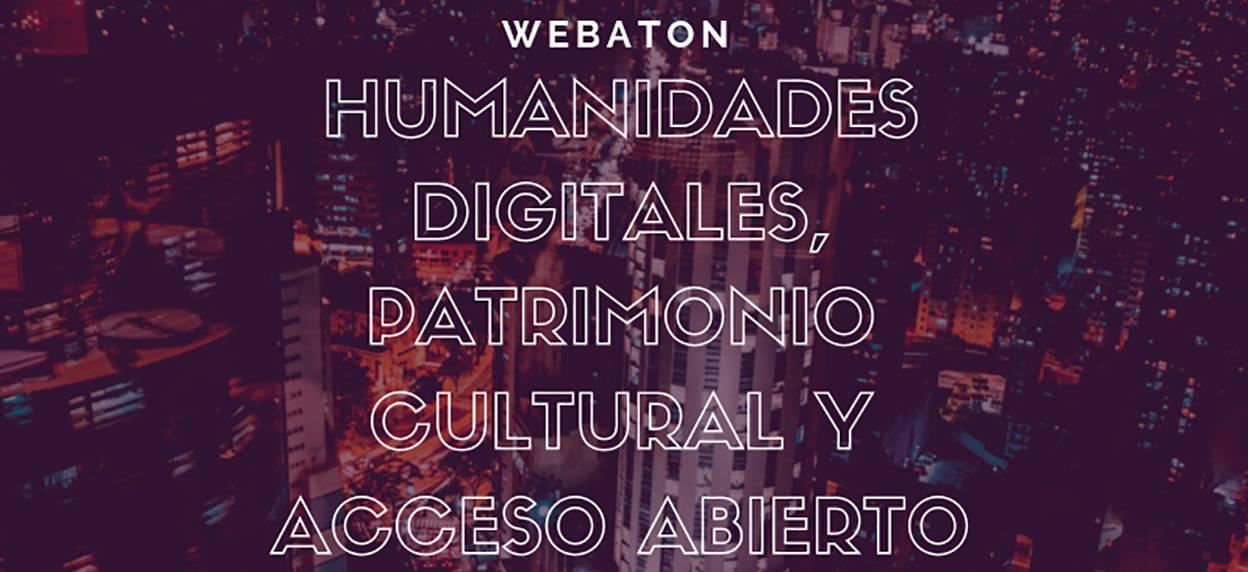 WEBATON
HUMANIDADES
DIGITALES,
PATRIMONIO
CULTURAL Y
ACCESO ABIERTO